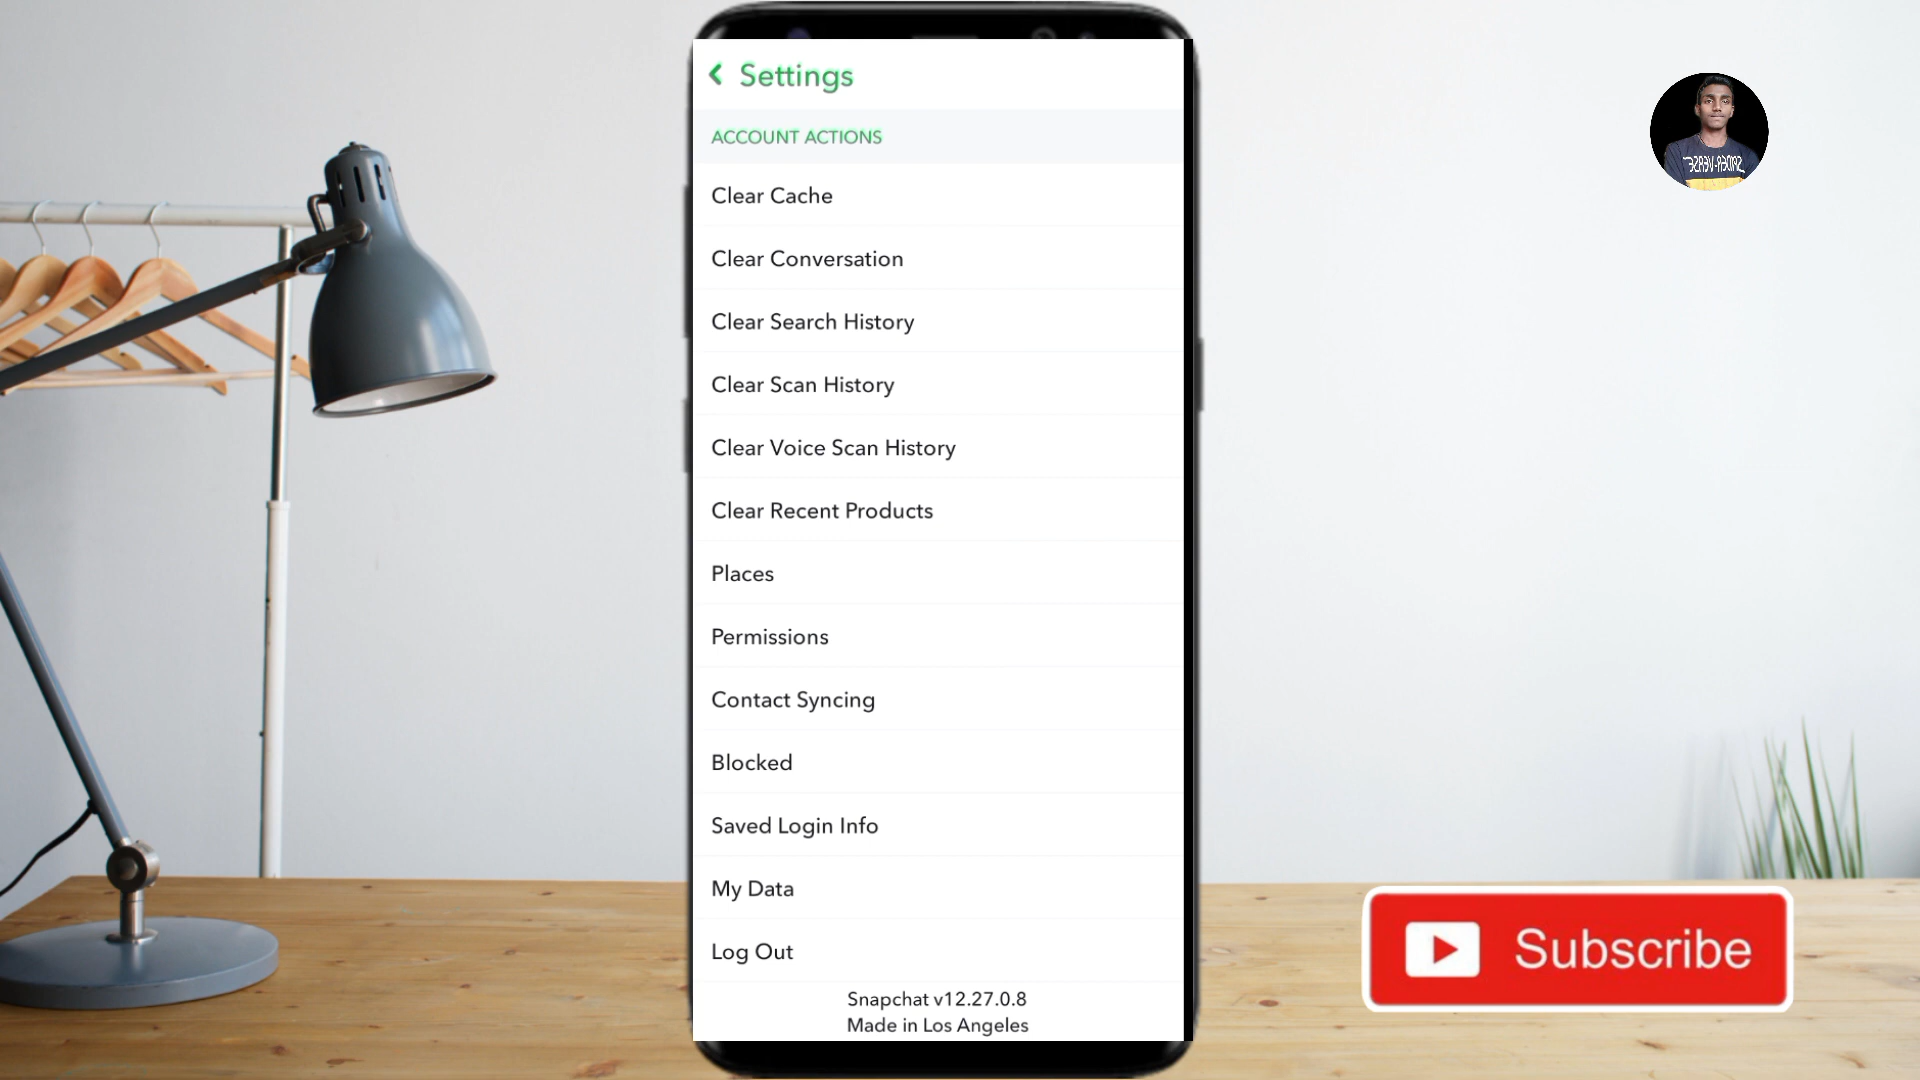 Settings
ACCOUNT ACTIONS
Clear Cache
Clear Conversation
Clear Search History
Clear Scan History
Clear Voice Scan History
Clear Recent Products
Places
Permissions
Contact Syncing
Blocked
Saved Login Info
My Data
Log Out
Snapchat v12.27.0.8
Made in Los Angeles
SPIDER-VERSE
Subscribe